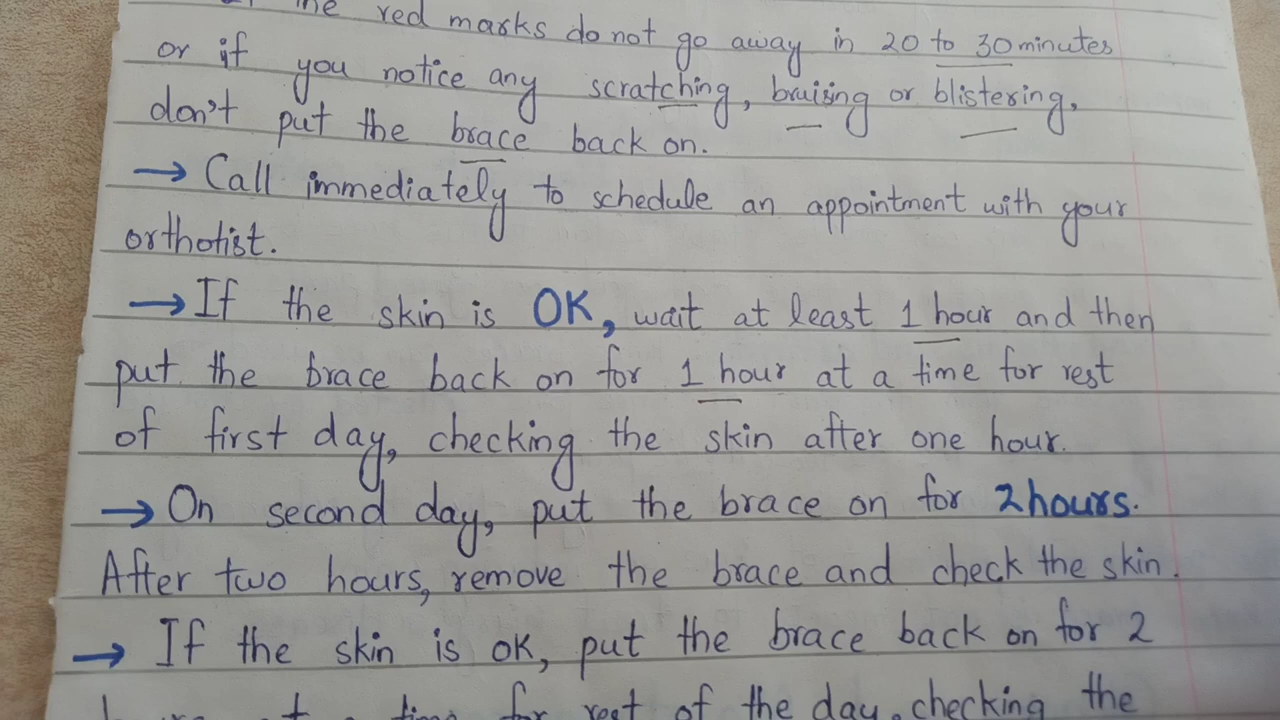 the red marks do not go away in 20 to 30 minutes
or if you notice any scratching, bruising or blistering,
don't put the brace back on.
→ Call immediately to schedule an appointment with your
orthotist.
→ If the skin is OK, wait at least 1 hour and then
put the brace back on for 1 hour at a time for rest
of first day, checking the skin after one hour.
→ On second day, put the brace on for 2 hours.
After two hours, remove the brace and check the skin.
→ If the skin is OK, put the brace back on for 2
hours at a time for rest of the day, checking the